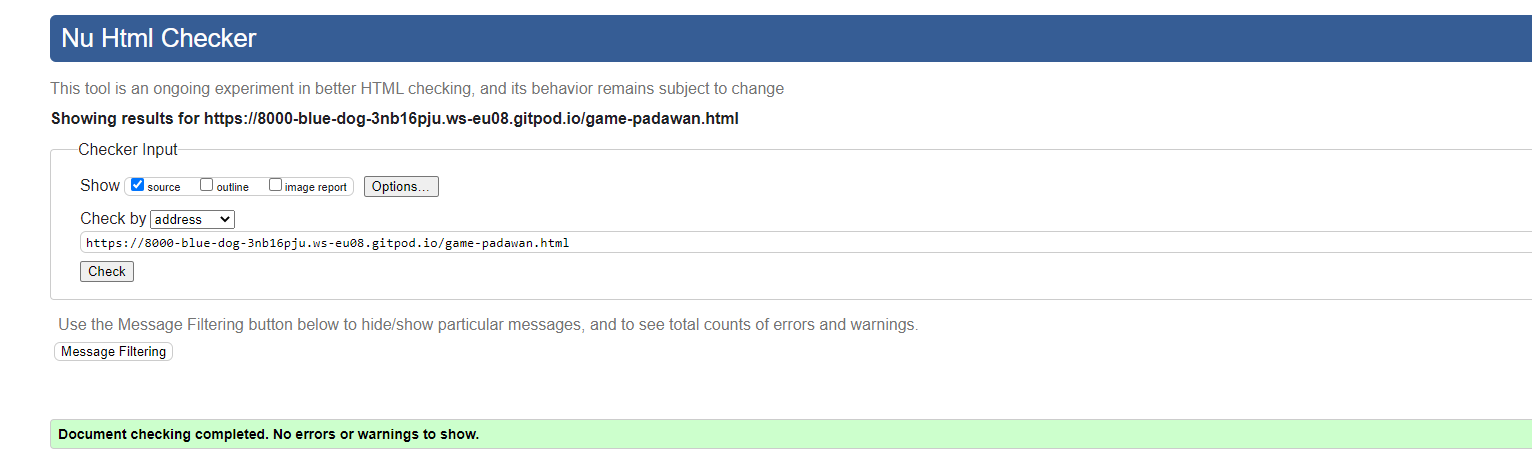 Nu Html Checker
This tool is an ongoing experiment in better HTML checking, and its behavior remains subject to change
Showing results for https://8000-blue-dog-3nb16pju.ws-eu08.gitpod.io/game-padawan.html
Checker Input
Show source outline image report Options...
Check by address
https://8000-blue-dog-3nb16pju.ws-eu08.gitpod.io/game-padawan.html
Check
Use the Message Filtering button below to hide/show particular messages, and to see total counts of errors and warnings.
Message Filtering
Document checking completed. No errors or warnings to show.